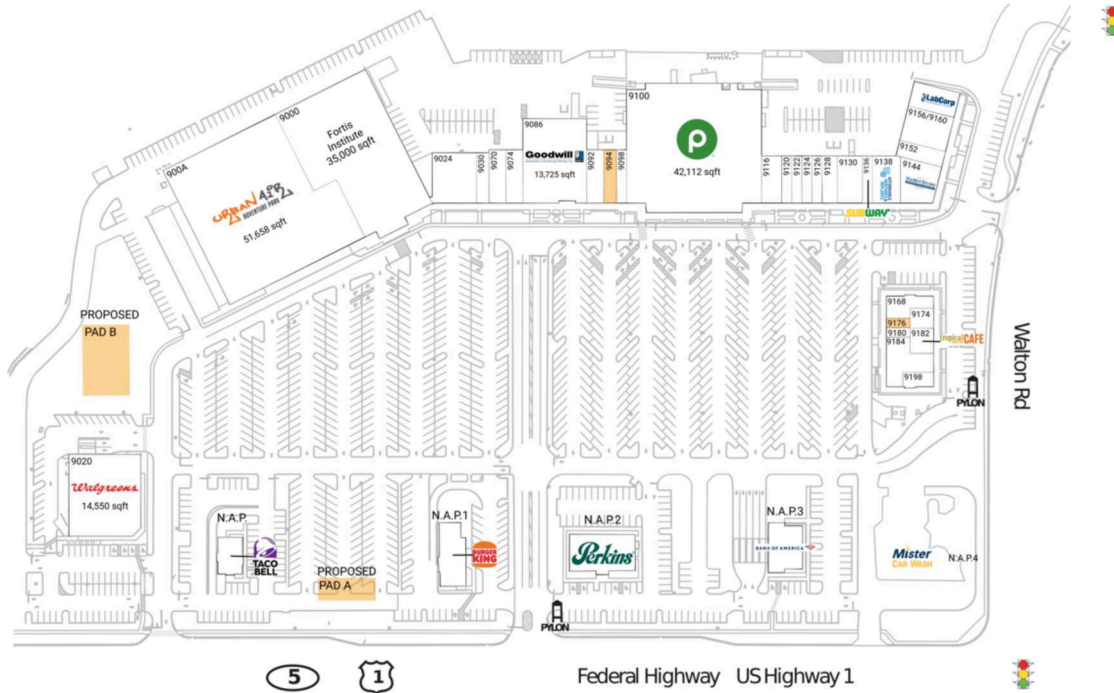 9100
9000
Fortis
Institute
35,000 sqft
900A
URBAN AIR
ADVENTURE PARK
51,658 sqft
9024
9030
9070
9074
9086
Goodwill
13,725 sqft
9092
9094
9098
p
42,112 sqft
9116
9120
9122
9124
9126
9128
9130
9136
9138
SUBWAY
LabCorp
9156/9160
9152
9144
PROPOSED
PAD B
9168
9174
9176
9180
9182
9184
CAFE
9198
PYLON
Walton Rd
9020
Walgreens
14,550 sqft
N.A.P.
TACO
BELL
PROPOSED
PAD A
N.A.P.1
BURGER
KING
N.A.P.2
Perkins
PYLON
N.A.P.3
BANK OF AMERICA
Mister
CAR WASH
N.A.P.4
5
1
Federal Highway US Highway 1